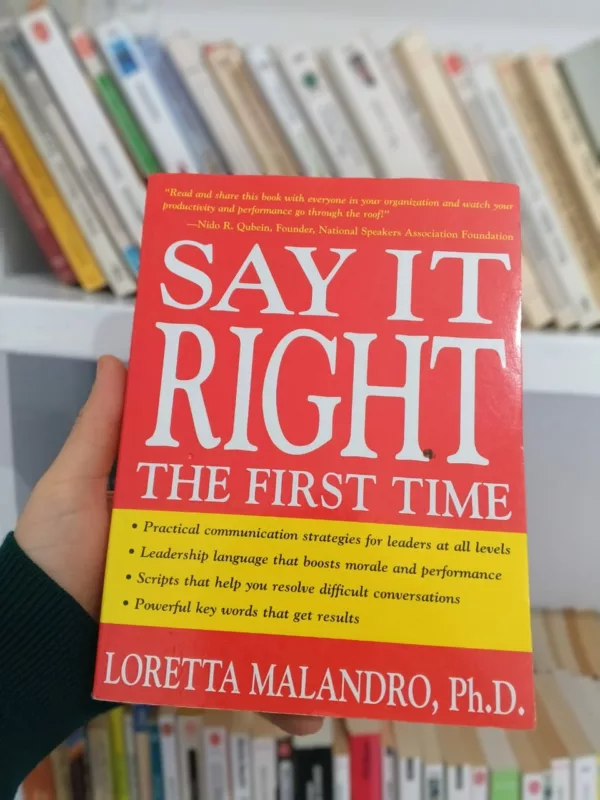 "Read and share this book with everyone in your organization and watch your
productivity and performance go through the roof!"
—Nido R. Qubein, Founder, National Speakers Association Foundation
SAY IT
RIGHT
THE FIRST TIME
• Practical communication strategies for leaders at all levels
• Leadership language that boosts morale and performance
• Scripts that help you resolve difficult conversations
• Powerful key words that get results
LORETTA MALANDRO, Ph.D.